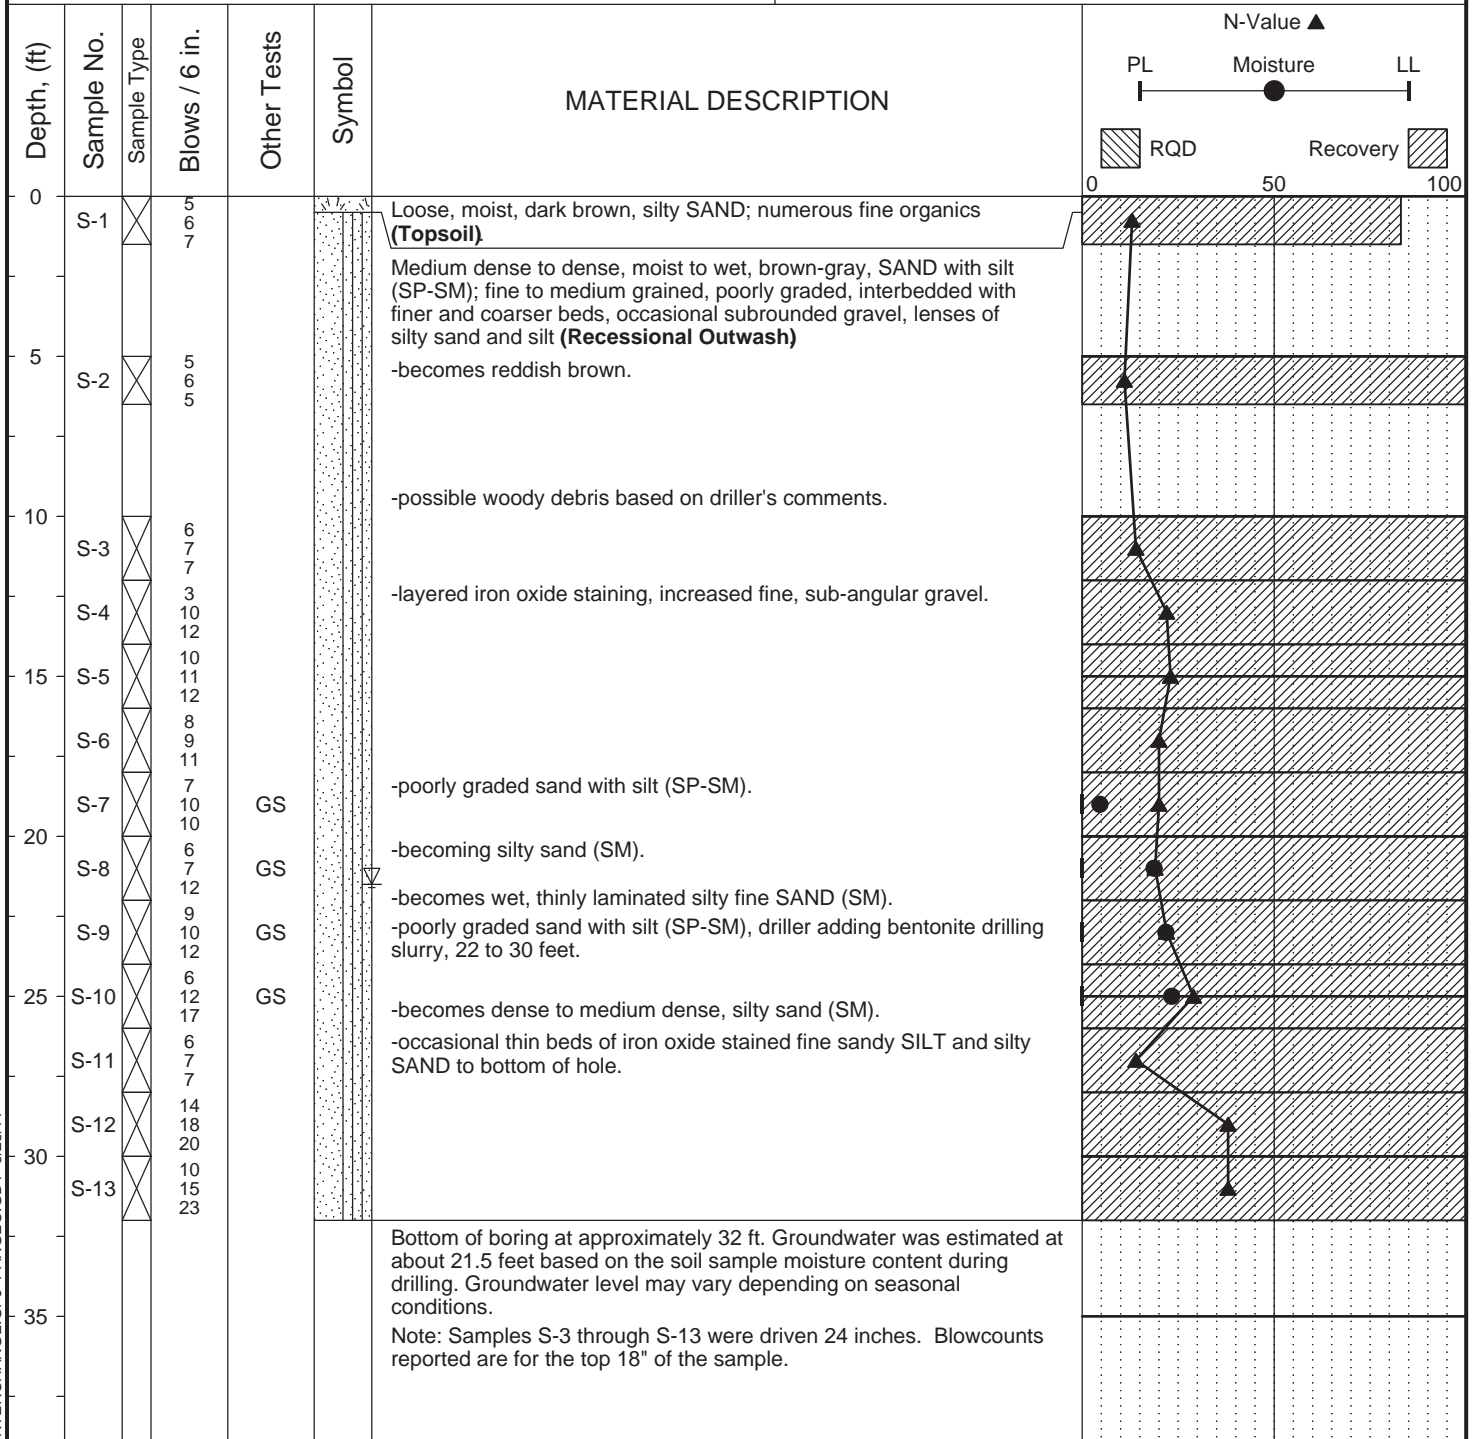 Depth, (ft)
Sample No.
Sample Type
Blows / 6 in.
Other Tests
Symbol
MATERIAL DESCRIPTION
N-Value ▲
PL Moisture LL
RQD Recovery
0 50 100
0
S-1
5
6
7
Loose, moist, dark brown, silty SAND; numerous fine organics
(Topsoil).
Medium dense to dense, moist to wet, brown-gray, SAND with silt
(SP-SM); fine to medium grained, poorly graded, interbedded with
finer and coarser beds, occasional subrounded gravel, lenses of
silty sand and silt (Recessional Outwash)
5
S-2
5
6
5
-becomes reddish brown.
-possible woody debris based on driller's comments.
10
S-3
6
7
7
S-4
3
10
12
-layered iron oxide staining, increased fine, sub-angular gravel.
15
S-5
10
11
12
S-6
8
9
11
S-7
7
10
10
GS
-poorly graded sand with silt (SP-SM).
20
S-8
6
7
12
GS
-becoming silty sand (SM).
-becomes wet, thinly laminated silty fine SAND (SM).
S-9
9
10
12
GS
-poorly graded sand with silt (SP-SM), driller adding bentonite drilling
slurry, 22 to 30 feet.
25
S-10
6
12
17
GS
-becomes dense to medium dense, silty sand (SM).
S-11
6
7
7
-occasional thin beds of iron oxide stained fine sandy SILT and silty
SAND to bottom of hole.
S-12
14
18
20
30
S-13
10
15
23
Bottom of boring at approximately 32 ft. Groundwater was estimated at
about 21.5 feet based on the soil sample moisture content during
drilling. Groundwater level may vary depending on seasonal
conditions.
35
Note: Samples S-3 through S-13 were driven 24 inches. Blowcounts
reported are for the top 18" of the sample.